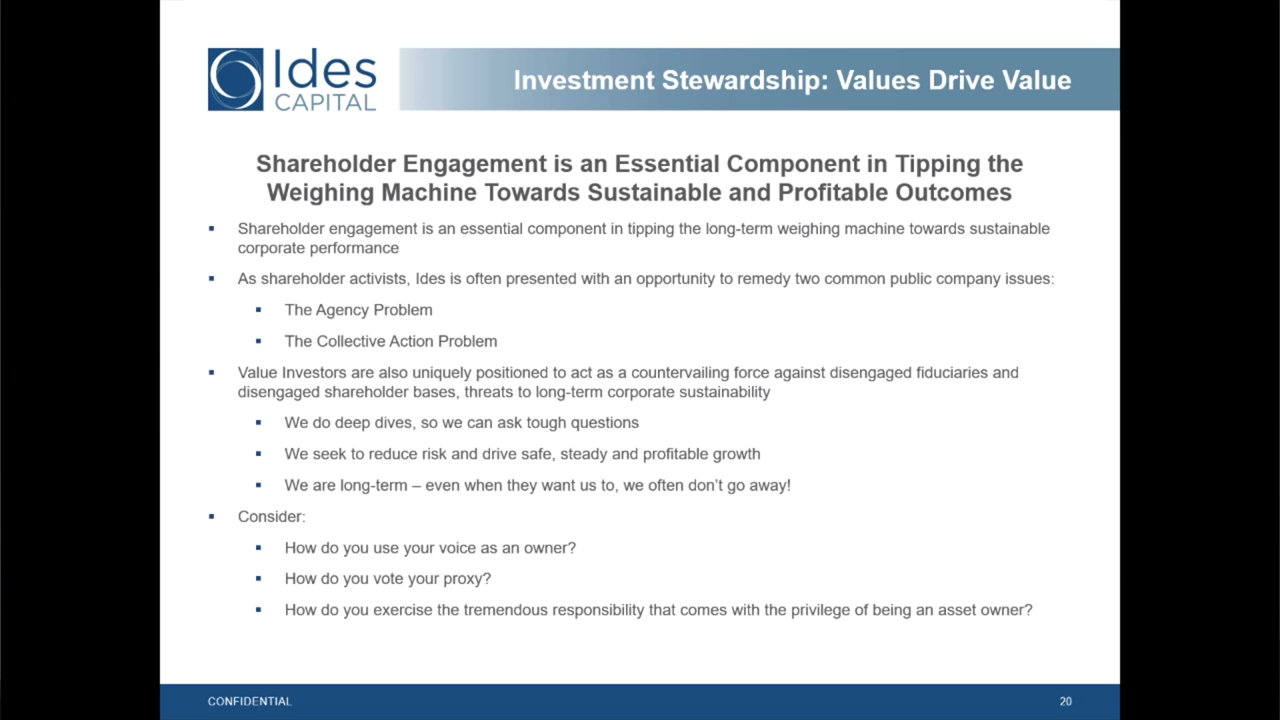 Ides
CAPITAL
Investment Stewardship: Values Drive Value
Shareholder Engagement is an Essential Component in Tipping the
Weighing Machine Towards Sustainable and Profitable Outcomes
▪ Shareholder engagement is an essential component in tipping the long-term weighing machine towards sustainable
corporate performance
▪ As shareholder activists, Ides is often presented with an opportunity to remedy two common public company issues:
▪ The Agency Problem
▪ The Collective Action Problem
▪ Value Investors are also uniquely positioned to act as a countervailing force against disengaged fiduciaries and
disengaged shareholder bases, threats to long-term corporate sustainability
▪ We do deep dives, so we can ask tough questions
▪ We seek to reduce risk and drive safe, steady and profitable growth
▪ We are long-term – even when they want us to, we often don’t go away!
▪ Consider:
▪ How do you use your voice as an owner?
▪ How do you vote your proxy?
▪ How do you exercise the tremendous responsibility that comes with the privilege of being an asset owner?
CONFIDENTIAL
20